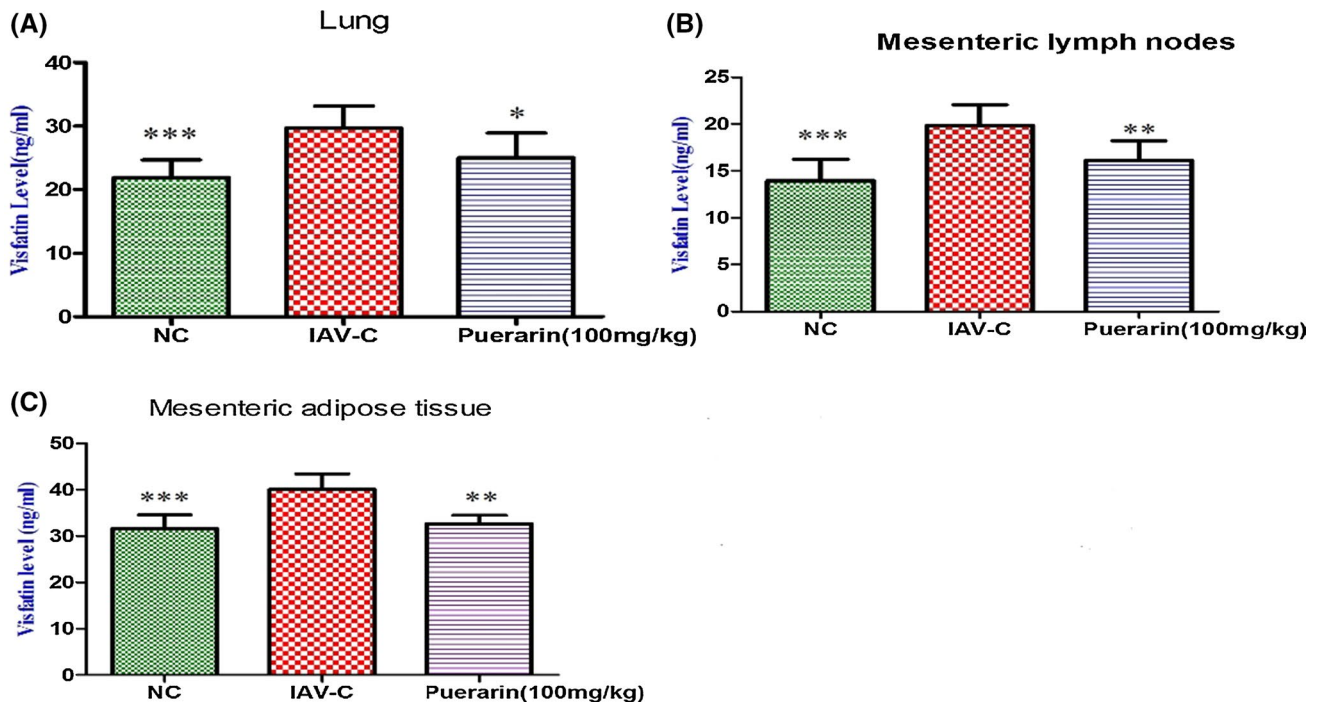 (A)
Lung
Visfatin Level(ng/ml)
40
30
20
10
0
***
*
NC
IAV-C
Puerarin(100mg/kg)
(B)
Mesenteric lymph nodes
Visfatin Level(ng/ml)
25
20
15
10
5
0
***
**
NC
IAV-C
Puerarin(100mg/kg)
(C)
Mesenteric adipose tissue
Visfatin level (ng/ml)
50
40
30
20
10
0
***
**
NC
IAV-C
Puerarin(100mg/kg)